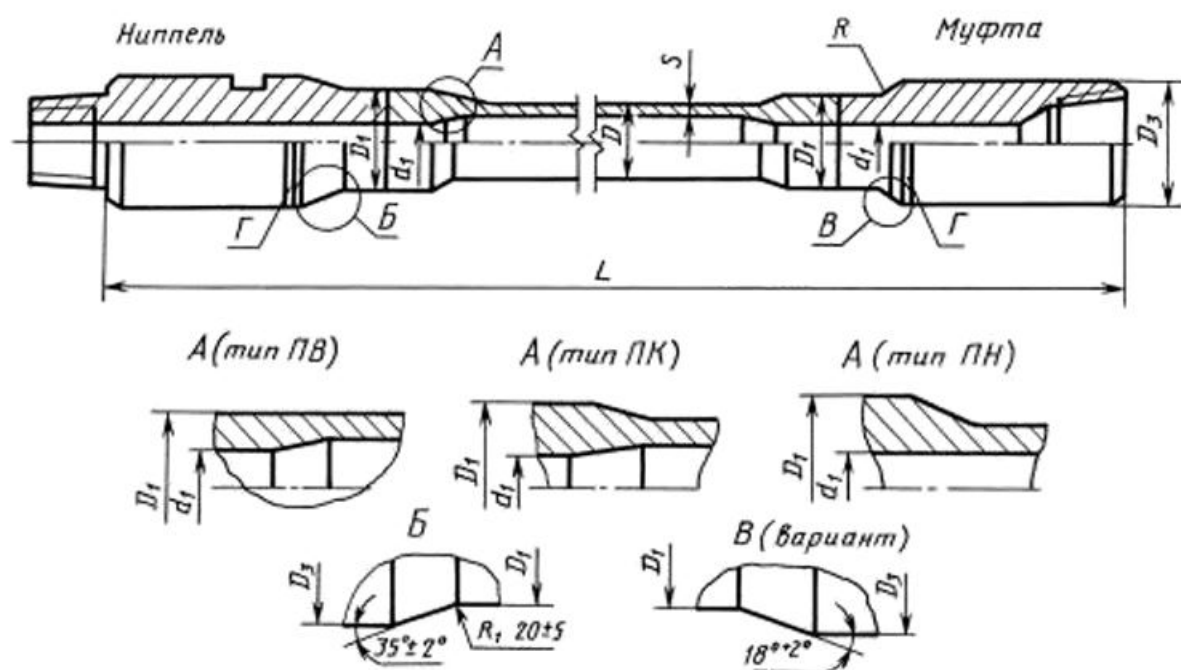 Ниппель
A
R
Муфта
S
D₁
d₁
D
D₁
d₁
D₃
Г
Б
В
Г
L
А (тип ПВ)
А (тип ПК)
А (тип ПН)
D₁
d₁
D₁
d₁
D₁
d₁
Б
В (вариант)
D₃
D₁
D₁
D₃
35°±2°
R₁ 20±5
18°⁺²°